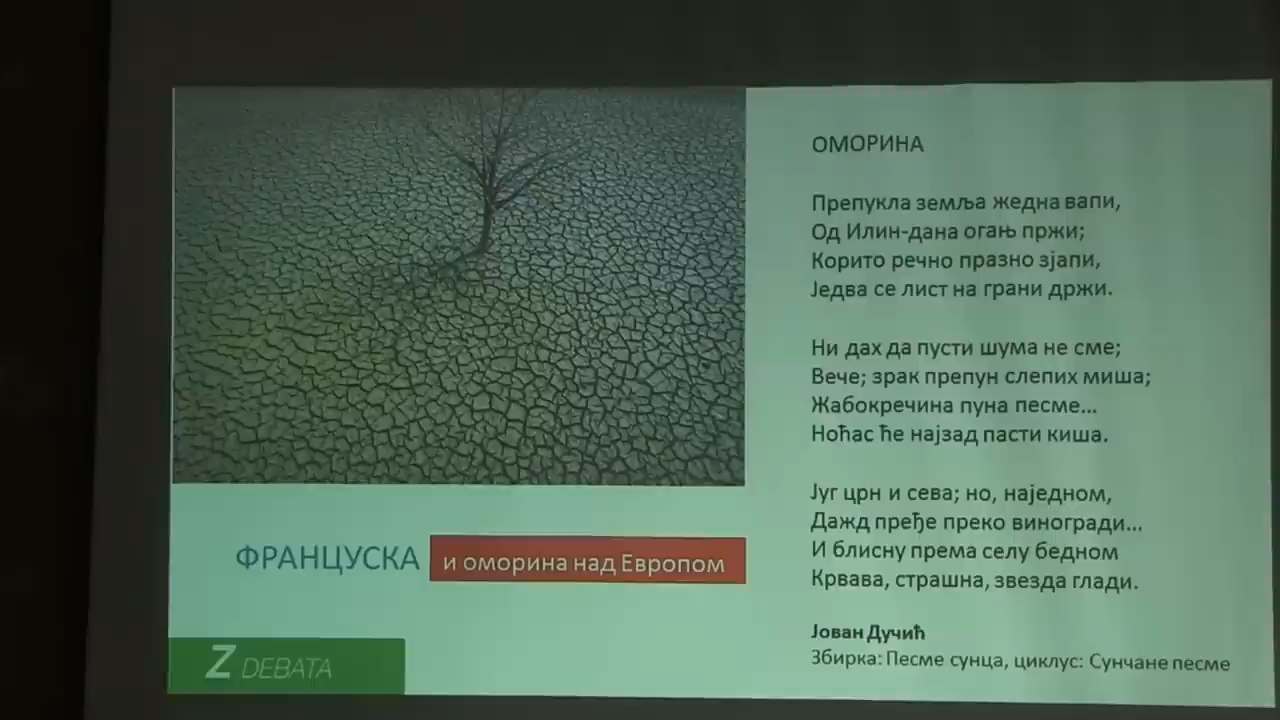 ОМОРИНА
Препукла земља жедна вапи,
Од Илин-дана огањ пржи;
Корито речно празно зјапи,
Једва се лист на грани држи.
Ни дах да пусти шума не сме;
Вече; зрак препун слепих миша;
Жабокречина пуна песме...
Ноћас ће најзад пасти киша.
Југ црн и сева; но, наједном,
Дажд пређе преко виногради...
И блисну према селу бедном
Крвава, страшна, звезда глади.
Јован Дучић
Збирка: Песме сунца, циклус: Сунчане песме
ФРАНЦУСКА и оморина над Европом
Z DEBATA